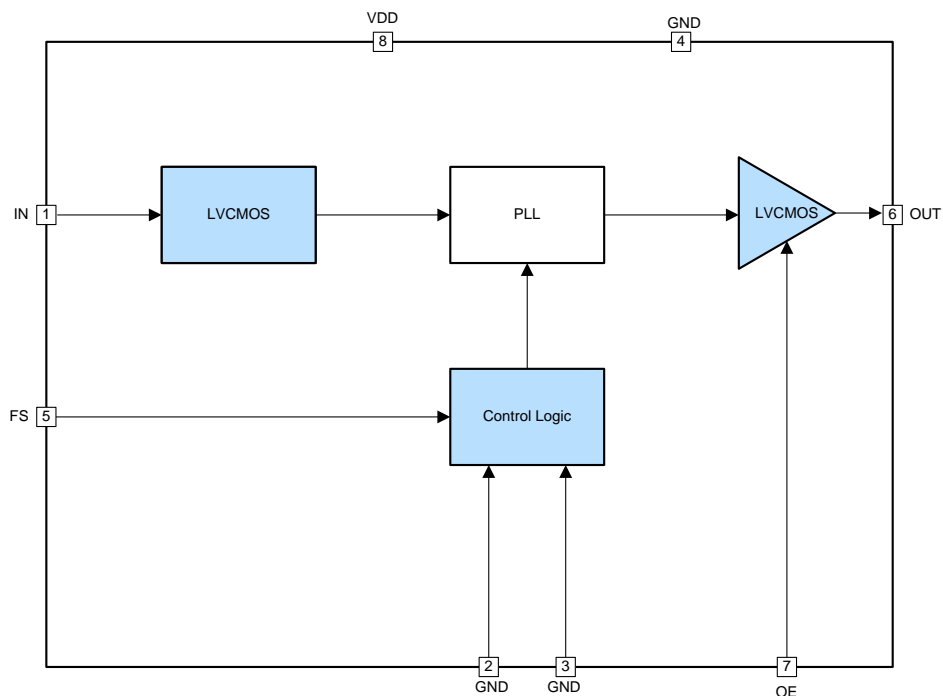 VDD
8
GND
4
IN
1
LVCMOS
PLL
LVCMOS
6
OUT
FS
5
Control Logic
2
GND
3
GND
7
OE